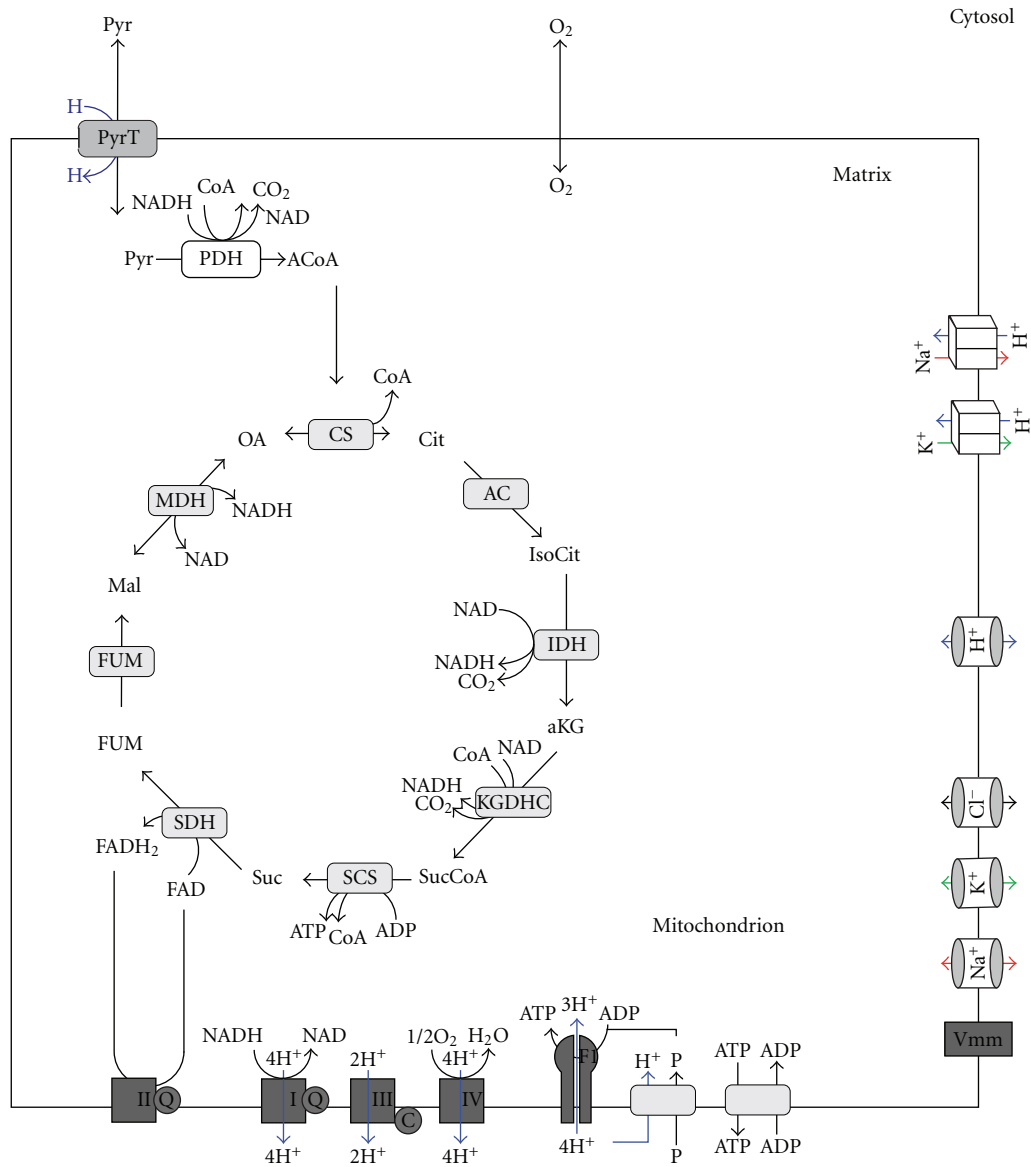 Cytosol
Pyr
O₂
H
PyrT
H
O₂
Matrix
NADH
CoA
CO₂
NAD
Pyr
PDH
ACoA
Na⁺
H⁺
CoA
OA
CS
Cit
K⁺
H⁺
MDH
NADH
AC
NAD
IsoCit
Mal
NAD
FUM
IDH
H⁺
NADH
CO₂
aKG
FUM
CoA
NAD
NADH
CO₂
KGDHC
Cl⁻
SDH
FADH₂
FAD
Suc
SCS
SucCoA
K⁺
ATP
CoA
ADP
Mitochondrion
Na⁺
NADH
NAD
1/2O₂
H₂O
ATP
3H⁺
ADP
Vmm
4H⁺
2H⁺
4H⁺
F1
H⁺
P
ATP
ADP
II
Q
I
Q
III
C
IV
4H⁺
2H⁺
4H⁺
4H⁺
P
ATP
ADP